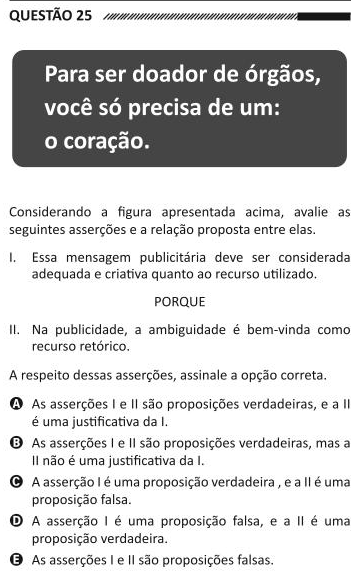 QUESTÃO 25
Para ser doador de órgãos,
você só precisa de um:
o coração.
Considerando a figura apresentada acima, avalie as
seguintes asserções e a relação proposta entre elas.
I. Essa mensagem publicitária deve ser considerada
adequada e criativa quanto ao recurso utilizado.
PORQUE
II. Na publicidade, a ambiguidade é bem-vinda como
recurso retórico.
A respeito dessas asserções, assinale a opção correta.
A As asserções I e II são proposições verdadeiras, e a II
é uma justificativa da I.
B As asserções I e II são proposições verdadeiras, mas a
II não é uma justificativa da I.
C A asserção I é uma proposição verdadeira , e a II é uma
proposição falsa.
D A asserção I é uma proposição falsa, e a II é uma
proposição verdadeira.
E As asserções I e II são proposições falsas.